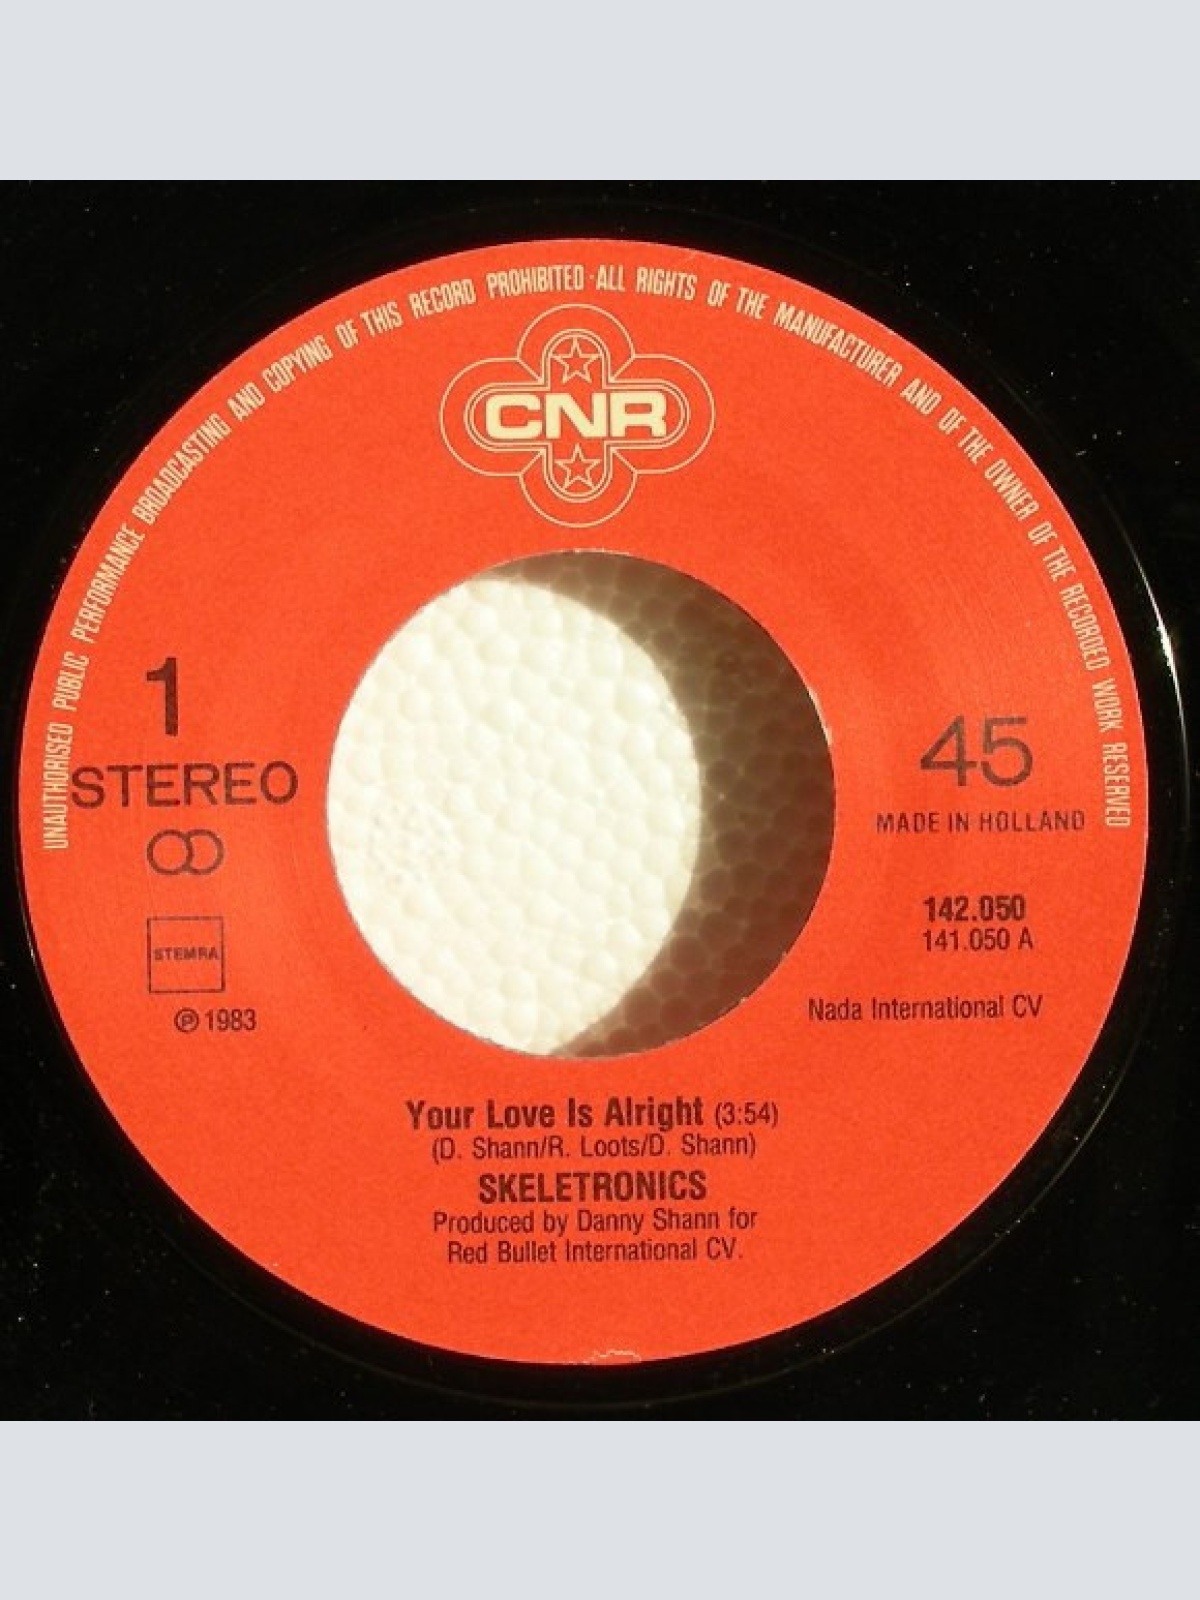 UNAUTHORISED PUBLIC PERFORMANCE BROADCASTING AND COPYING OF THIS RECORD PROHIBITED · ALL RIGHTS OF THE MANUFACTURER AND OF THE OWNER OF THE RECORDED WORK RESERVED
CNR
1
STEREO
STEMRA
℗ 1983
45
MADE IN HOLLAND
142.050
141.050 A
Nada International CV
Your Love Is Alright (3:54)
(D. Shann/R. Loots/D. Shann)
SKELETRONICS
Produced by Danny Shann for
Red Bullet International CV.